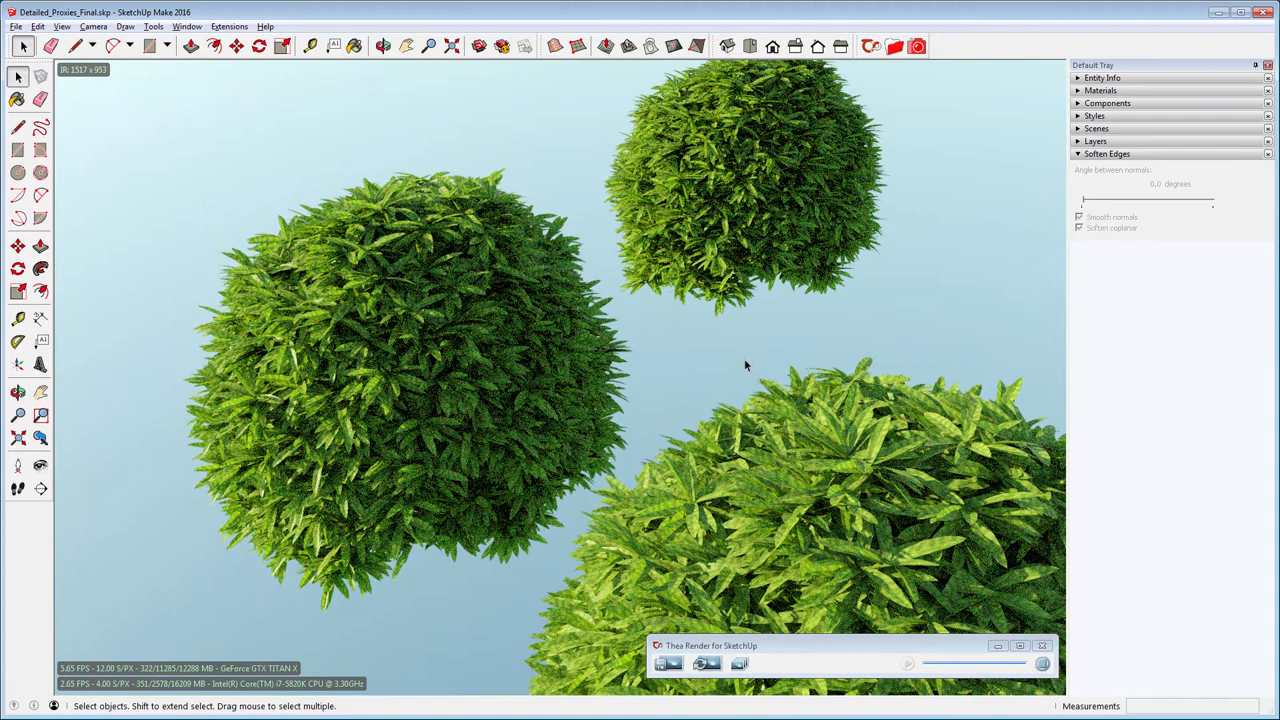 Detailed_Proxies_Final.skp - SketchUp Make 2016
File Edit View Camera Draw Tools Window Extensions Help
IR: 1517 x 953
Default Tray
Entity Info
Materials
Components
Styles
Scenes
Layers
Soften Edges
Angle between normals:
0,0 degrees
Smooth normals
Soften coplanar
A1
A1
Thea Render for SketchUp
5.65 FPS - 12.00 S/PX - 322/11285/12288 MB - GeForce GTX TITAN X
2.65 FPS - 4.00 S/PX - 351/2578/16209 MB - Intel(R) Core(TM) i7-5820K CPU @ 3.30GHz
Select objects. Shift to extend select. Drag mouse to select multiple.
Measurements